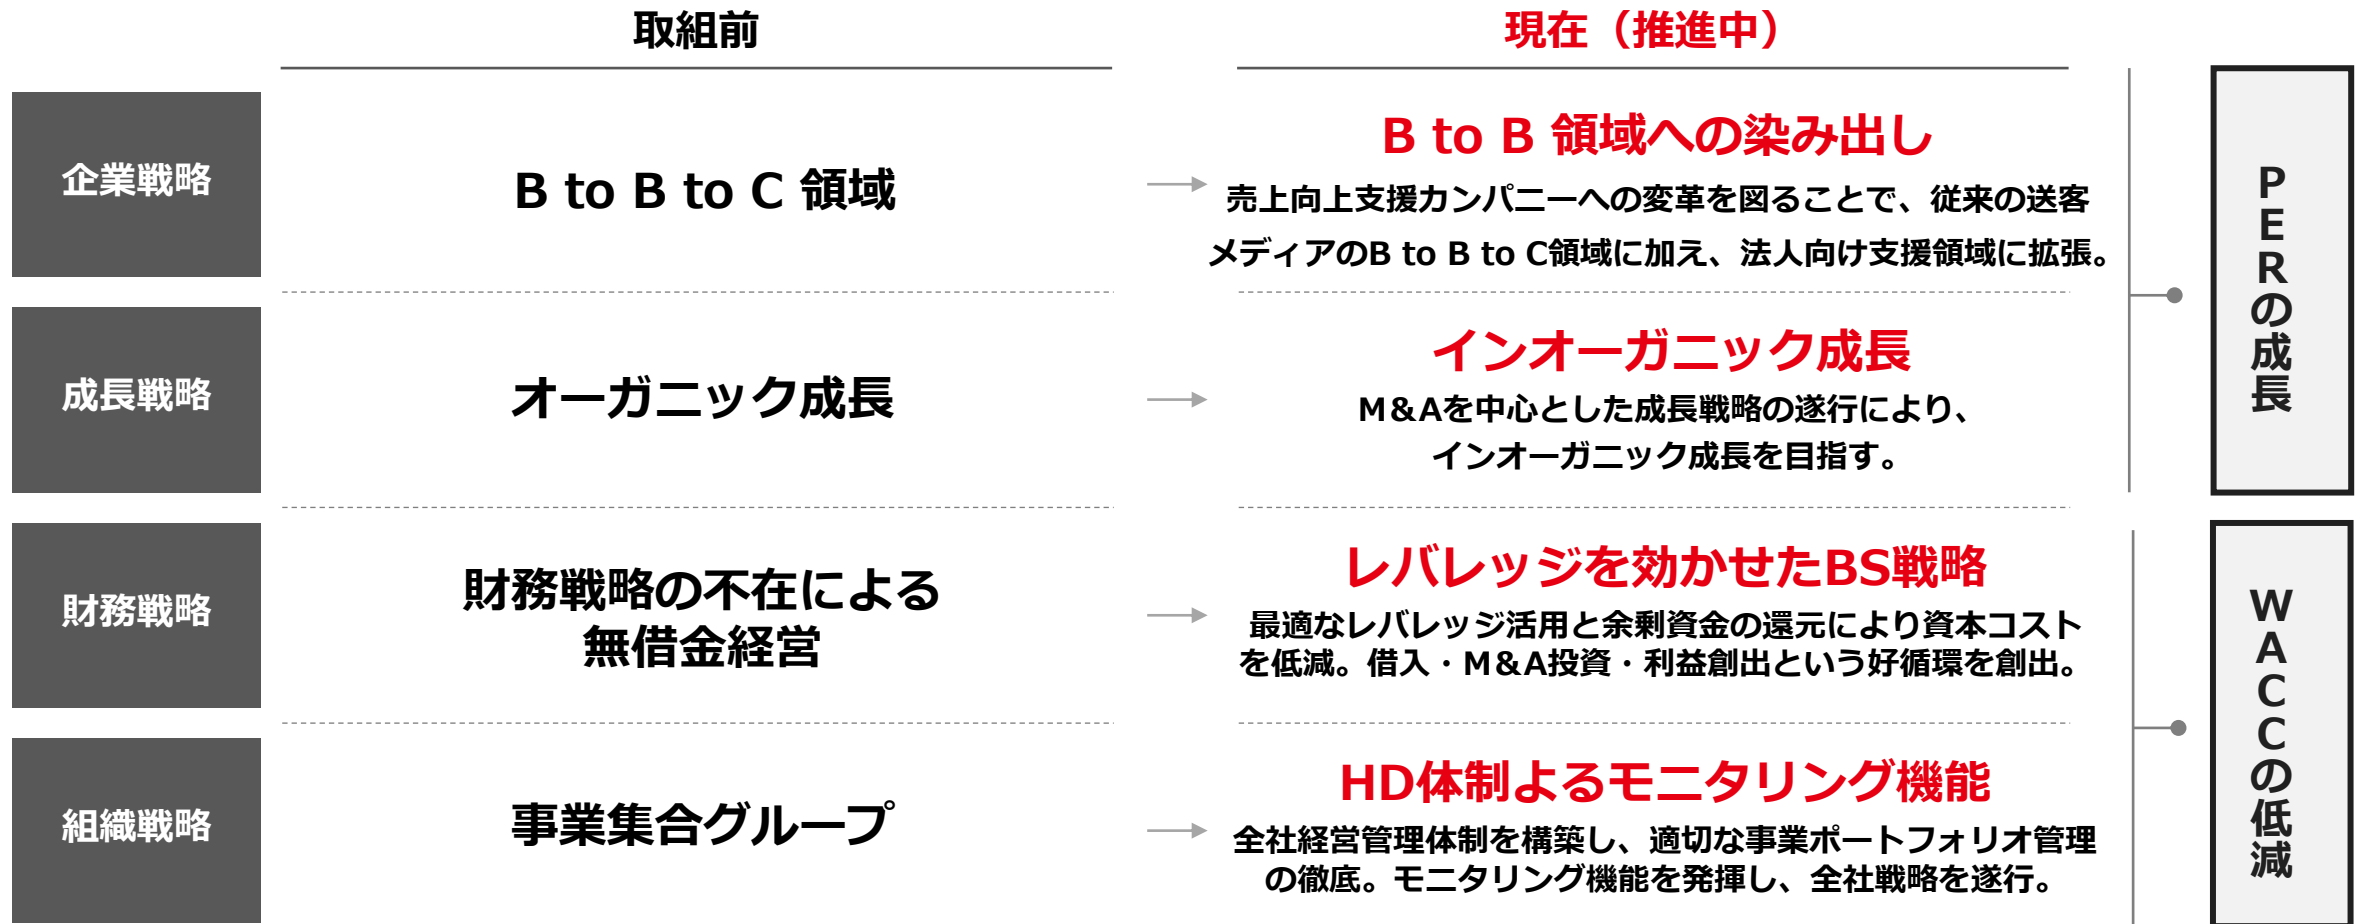 取組前
現在（推進中）
企業戦略
B to B to C 領域
B to B 領域への染み出し
売上向上支援カンパニーへの変革を図ることで、従来の送客
メディアのB to B to C領域に加え、法人向け支援領域に拡張。
成長戦略
オーガニック成長
インオーガニック成長
M&Aを中心とした成長戦略の遂行により、
インオーガニック成長を目指す。
PERの成長
財務戦略
財務戦略の不在による
無借金経営
レバレッジを効かせたBS戦略
最適なレバレッジ活用と余剰資金の還元により資本コスト
を低減。借入・M&A投資・利益創出という好循環を創出。
組織戦略
事業集合グループ
HD体制よるモニタリング機能
全社経営管理体制を構築し、適切な事業ポートフォリオ管理
の徹底。モニタリング機能を発揮し、全社戦略を遂行。
WACCの低減